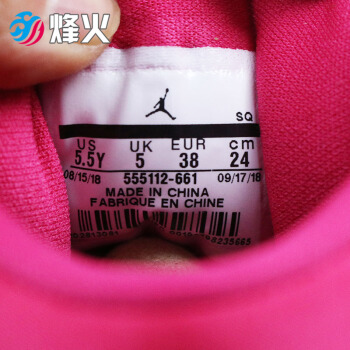 烽火
SQ
US UK EUR cm
5.5Y 5 38 24
08/15/18 555112-661 09/17/18
MADE IN CHINA
FABRIQUE EN CHINE